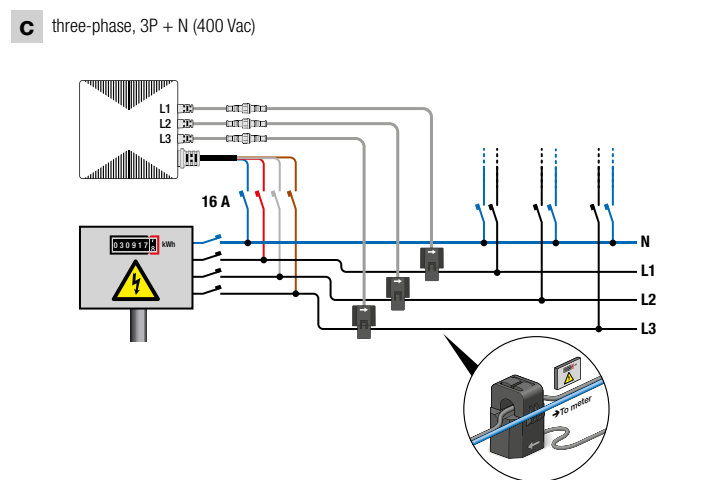 C three-phase, 3P + N (400 Vac)
L1
L2
L3
16 A
030917 kWh
N
L1
L2
L3
→To meter